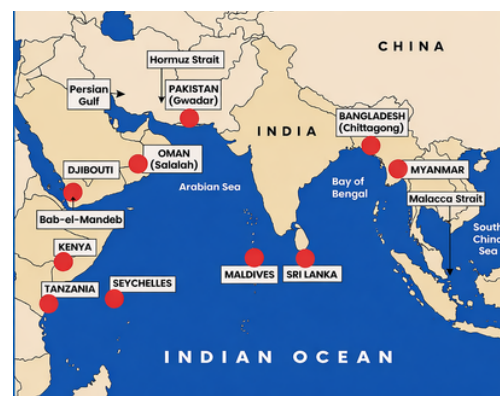 CHINA
Hormuz Strait
Persian
Gulf
PAKISTAN
(Gwadar)
INDIA
BANGLADESH
(Chittagong)
OMAN
(Salalah)
DJIBOUTI
Arabian Sea
Bay of
Bengal
MYANMAR
Malacca Strait
Bab-el-Mandeb
South
China
Sea
KENYA
MALDIVES
SRI LANKA
TANZANIA
SEYCHELLES
INDIAN OCEAN